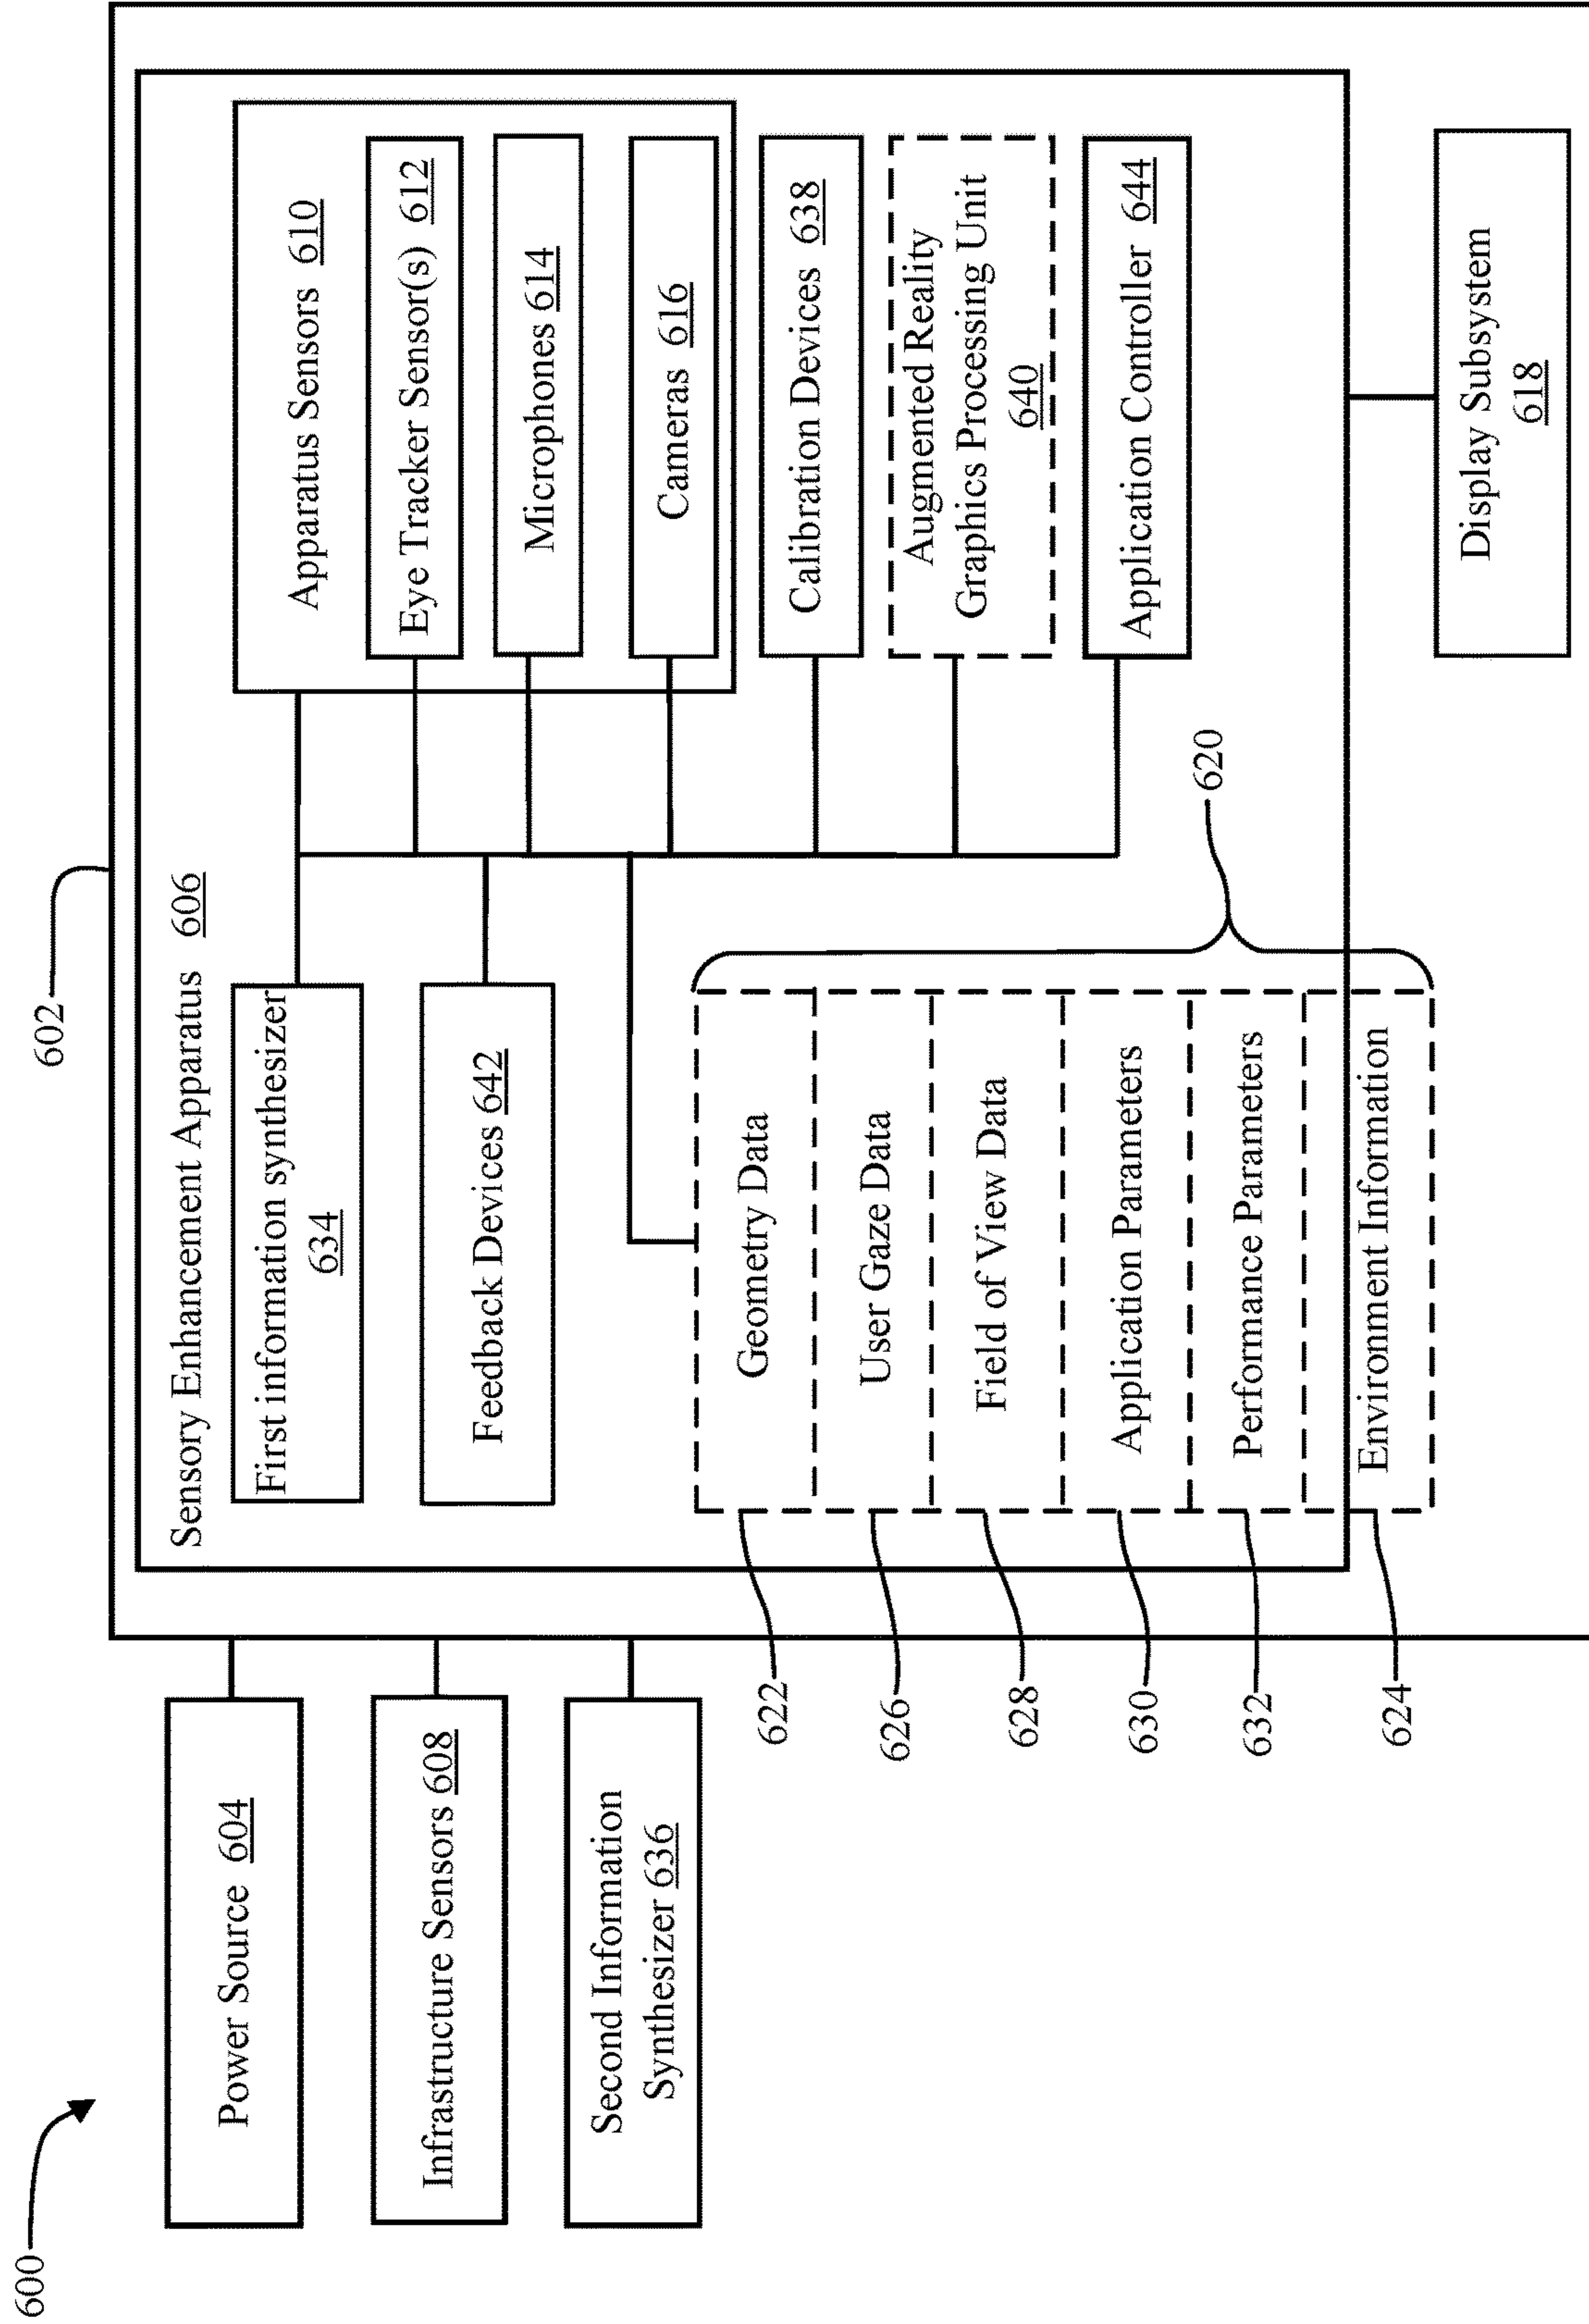 600
602
Power Source 604
Infrastructure Sensors 608
Second Information
Synthesizer 636
Sensory Enhancement Apparatus 606
First information synthesizer
634
Feedback Devices 642
Apparatus Sensors 610
Eye Tracker Sensor(s) 612
Microphones 614
Cameras 616
Calibration Devices 638
Augmented Reality
Graphics Processing Unit
640
Application Controller 644
620
622
Geometry Data
626
User Gaze Data
628
Field of View Data
630
Application Parameters
632
Performance Parameters
624
Environment Information
Display Subsystem
618